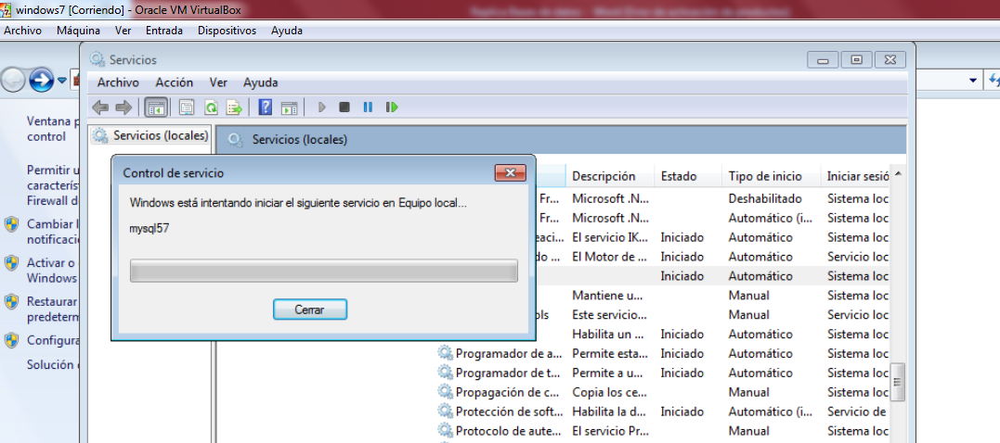 windows7 [Corriendo] - Oracle VM VirtualBox
Archivo Máquina Ver Entrada Dispositivos Ayuda
Servicios
Archivo Acción Ver Ayuda
Ventana p
control
Permitir u
caracterís
Firewall d
Cambiar l
notificaci
Activar o
Windows
Restaurar
predeterm
Configura
Solución
Servicios (locales)
Servicios (locales)
Control de servicio
Windows está intentando iniciar el siguiente servicio en Equipo local...
mysql57
Cerrar
Descripción Estado Tipo de inicio Iniciar sesió
Fr... Microsoft .N... Deshabilitado Sistema loc
Fr... Microsoft .N... Automático (i... Sistema loc
eaci... El servicio IK... Iniciado Automático Sistema loc
do ... El Motor de ... Iniciado Automático Servicio loc
Iniciado Automático Sistema loc
Mantiene u... Manual Sistema loc
ols Este servicio... Manual Servicio loc
Habilita un ... Iniciado Automático Sistema loc
Programador de a... Permite esta... Iniciado Automático Sistema loc
Programador de t... Permite a u... Iniciado Automático Sistema loc
Propagación de c... Copia los ce... Manual Sistema loc
Protección de soft... Habilita la d... Iniciado Automático (i... Servicio de
Protocolo de aute... El servicio Pr... Manual Sistema loc